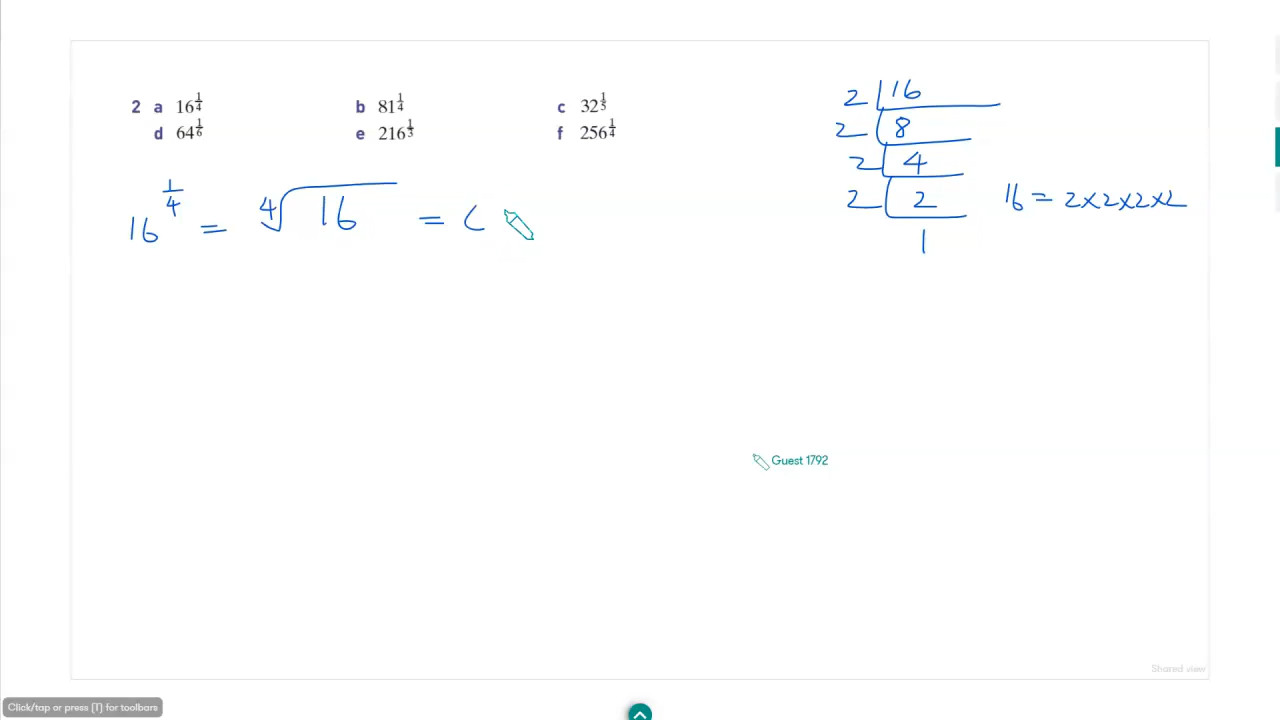 2 a 16^{1/4} b 81^{1/4} c 32^{1/5}
d 64^{1/6} e 216^{1/3} f 256^{1/4}
2 | 16
2 | 8
2 | 4
2 | 2
1
16 = 2×2×2×2
16^{1/4} = ∜16 = (
Guest 1792
Shared view
Click/tap or press [T] for toolbars